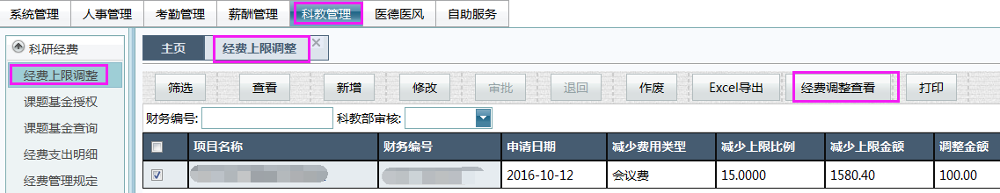 系统管理 人事管理 考勤管理 薪酬管理 科教管理 医德医风 自助服务
科研经费
经费上限调整
课题基金授权
课题基金查询
经费支出明细
经费管理规定
主页 经费上限调整
筛选 查看 新增 修改 审批 退回 作废 Excel导出 经费调整查看 打印
财务编号: 科教部审核:
项目名称 财务编号 申请日期 减少费用类型 减少上限比例 减少上限金额 调整金额
2016-10-12 会议费 15.0000 1580.40 100.00